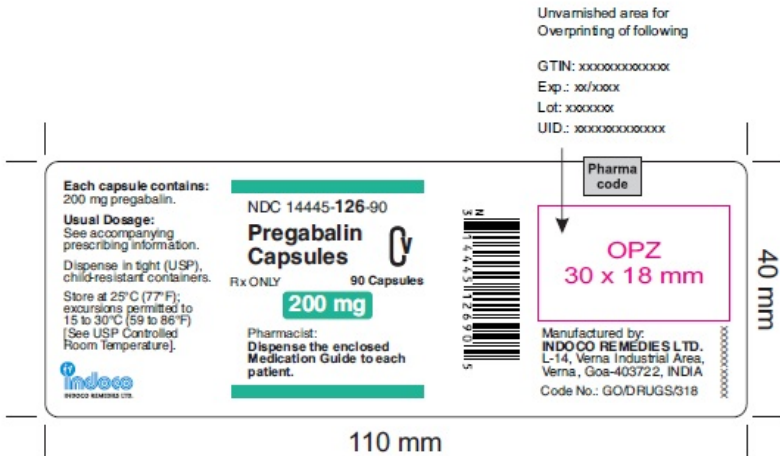 Unvarnished area for
Overprinting of following
GTIN: xxxxxxxxxxxxx
Exp.: xx/xxxx
Lot: xxxxxxx
UID.: xxxxxxxxxxxxx
Pharma
code
Each capsule contains:
200 mg pregabalin.
Usual Dosage:
See accompanying
prescribing information.
Dispense in tight (USP),
child-resistant containers.
Store at 25°C (77°F);
excursions permitted to
15 to 30°C (59 to 86°F)
[See USP Controlled
Room Temperature].
indoco
INDOCO REMEDIES LTD.
NDC 14445-126-90
Pregabalin
Capsules
CV
Rx ONLY
90 Capsules
200 mg
Pharmacist:
Dispense the enclosed
Medication Guide to each
patient.
N
3 14445 12690 5
OPZ
30 x 18 mm
Manufactured by:
INDOCO REMEDIES LTD.
L-14, Verna Industrial Area,
Verna, Goa-403722, INDIA
Code No.: GO/DRUGS/318
40 mm
110 mm